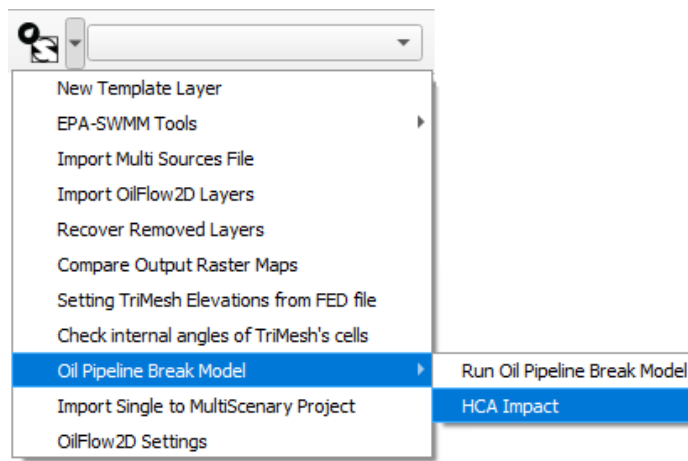 New Template Layer
EPA-SWMM Tools
Import Multi Sources File
Import OilFlow2D Layers
Recover Removed Layers
Compare Output Raster Maps
Setting TriMesh Elevations from FED file
Check internal angles of TriMesh's cells
Oil Pipeline Break Model
Run Oil Pipeline Break Model
Import Single to MultiScenary Project
HCA Impact
OilFlow2D Settings